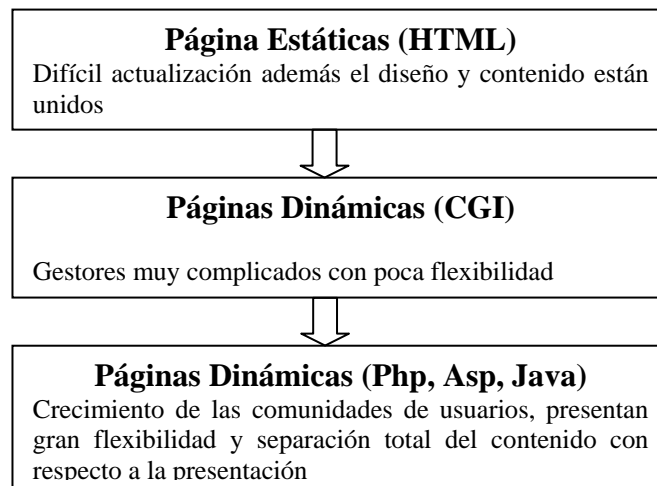 Página Estáticas (HTML)
Difícil actualización además el diseño y contenido están
unidos
Páginas Dinámicas (CGI)
Gestores muy complicados con poca flexibilidad
Páginas Dinámicas (Php, Asp, Java)
Crecimiento de las comunidades de usuarios, presentan
gran flexibilidad y separación total del contenido con
respecto a la presentación